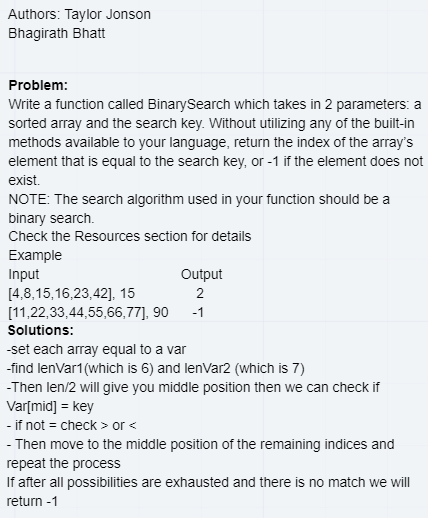 Authors: Taylor Jonson
Bhagirath Bhatt
Problem:
Write a function called BinarySearch which takes in 2 parameters: a
sorted array and the search key. Without utilizing any of the built-in
methods available to your language, return the index of the array's
element that is equal to the search key, or -1 if the element does not
exist.
NOTE: The search algorithm used in your function should be a
binary search.
Check the Resources section for details
Example
Input Output
[4,8,15,16,23,42], 15 2
[11,22,33,44,55,66,77], 90 -1
Solutions:
-set each array equal to a var
-find lenVar1(which is 6) and lenVar2 (which is 7)
-Then len/2 will give you middle position then we can check if
Var[mid] = key
- if not = check > or <
- Then move to the middle position of the remaining indices and
repeat the process
If after all possibilities are exhausted and there is no match we will
return -1